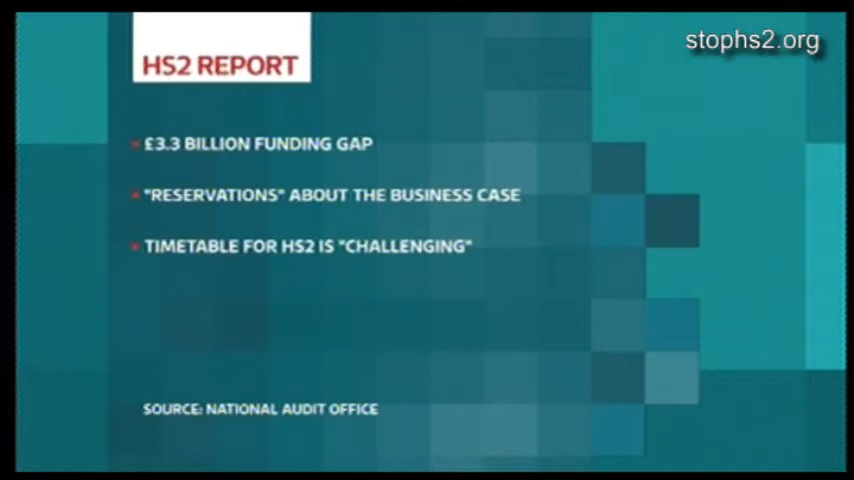 stophs2.org
HS2 REPORT
£3.3 BILLION FUNDING GAP
"RESERVATIONS" ABOUT THE BUSINESS CASE
TIMETABLE FOR HS2 IS "CHALLENGING"
SOURCE: NATIONAL AUDIT OFFICE